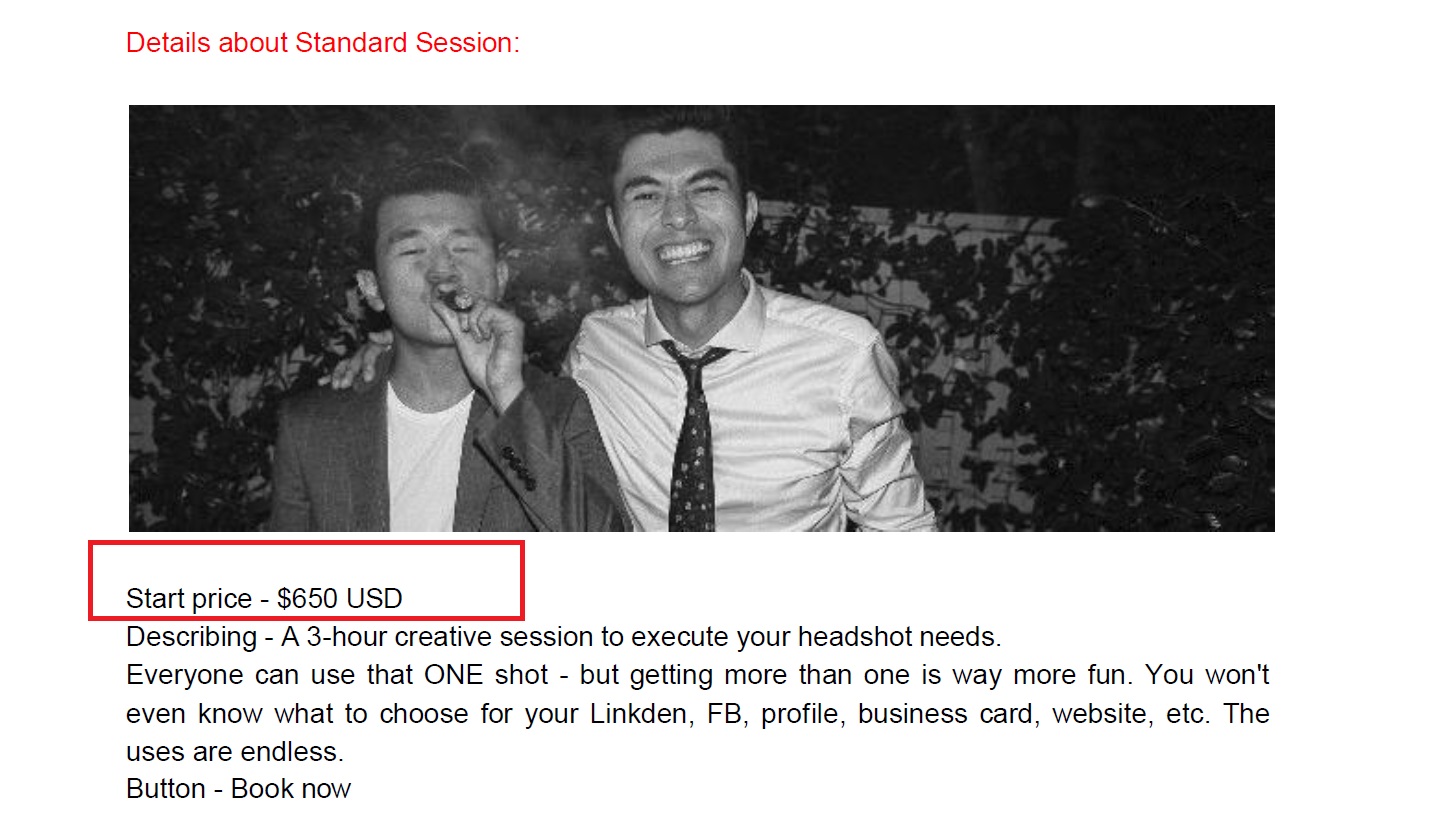 Details about Standard Session:
Start price - $650 USD
Describing - A 3-hour creative session to execute your headshot needs.
Everyone can use that ONE shot - but getting more than one is way more fun. You won't
even know what to choose for your Linkden, FB, profile, business card, website, etc. The
uses are endless.
Button - Book now